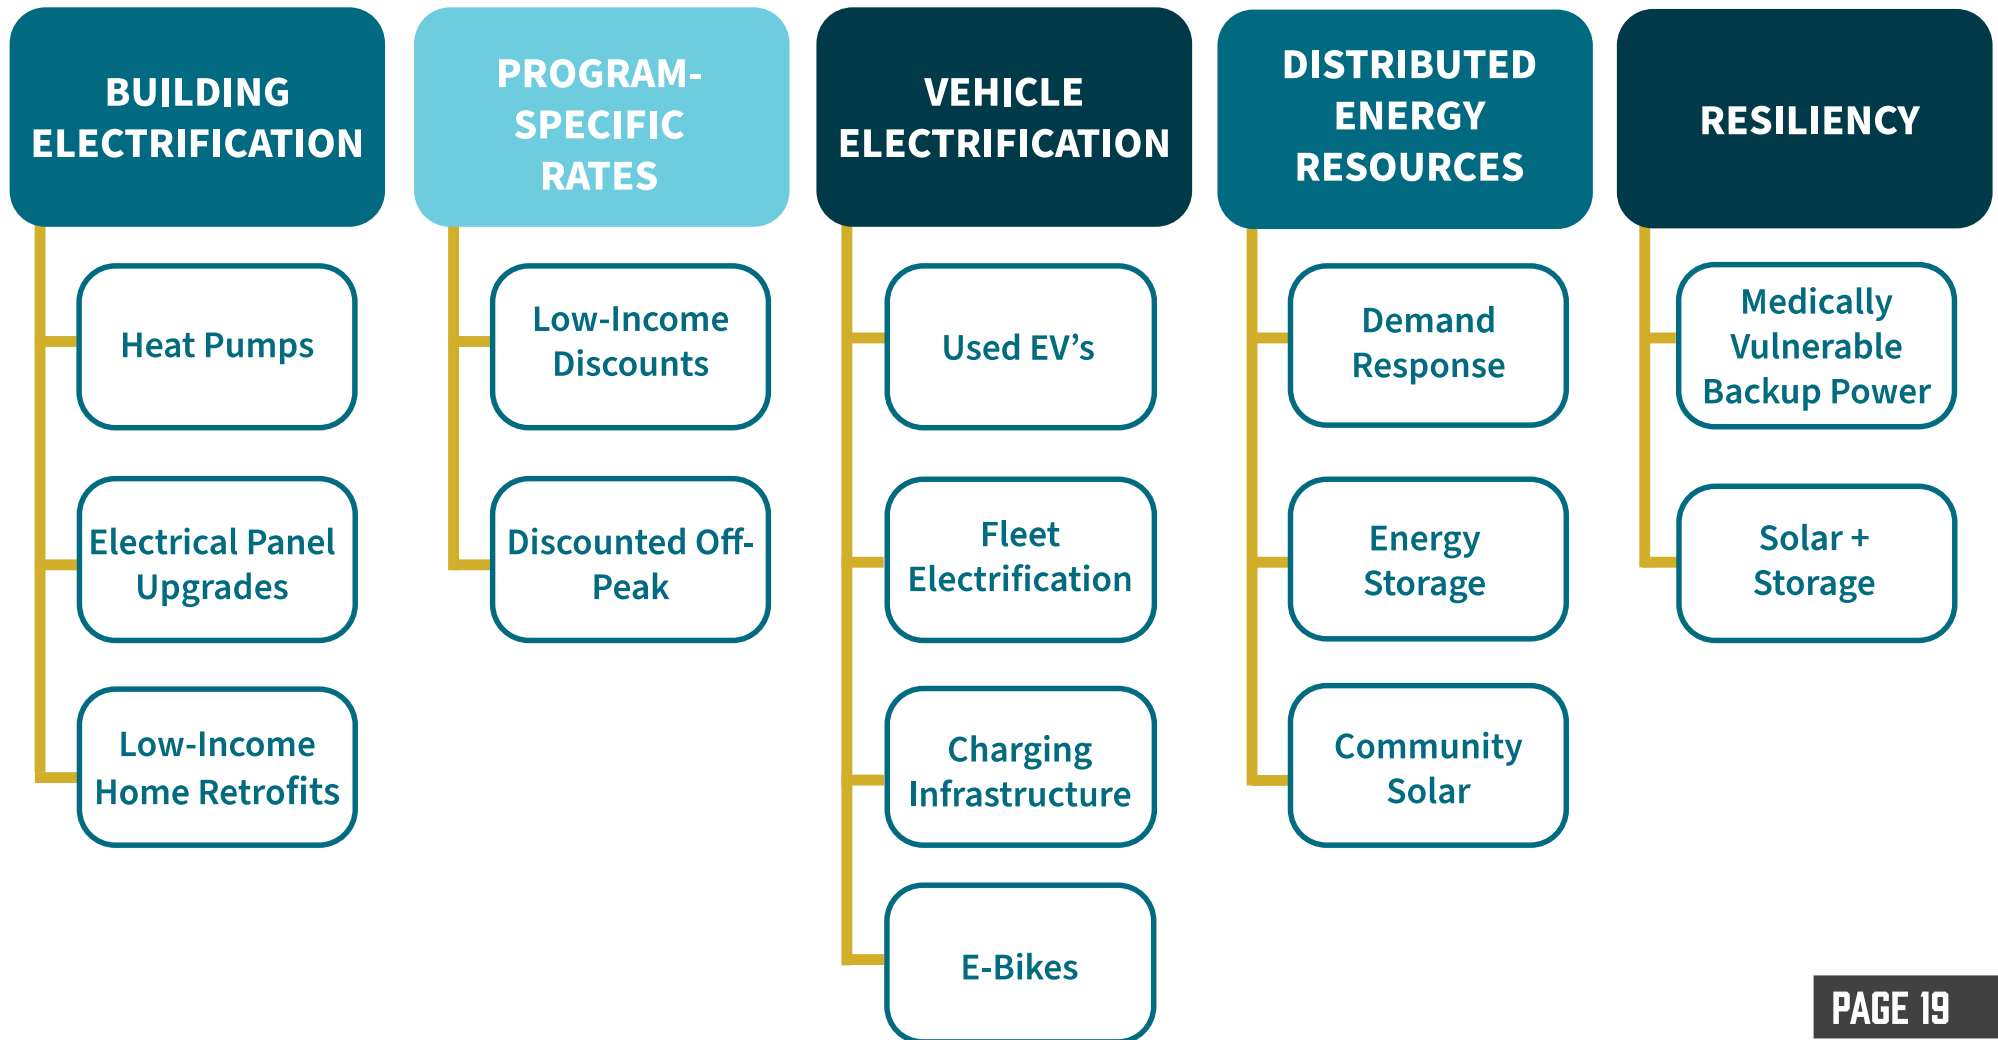 BUILDING
ELECTRIFICATION
Heat Pumps
Electrical Panel
Upgrades
Low-Income
Home Retrofits
PROGRAM-
SPECIFIC
RATES
Low-Income
Discounts
Discounted Off-
Peak
VEHICLE
ELECTRIFICATION
Used EV’s
Fleet
Electrification
Charging
Infrastructure
E-Bikes
DISTRIBUTED
ENERGY
RESOURCES
Demand
Response
Energy
Storage
Community
Solar
RESILIENCY
Medically
Vulnerable
Backup Power
Solar +
Storage
PAGE 19